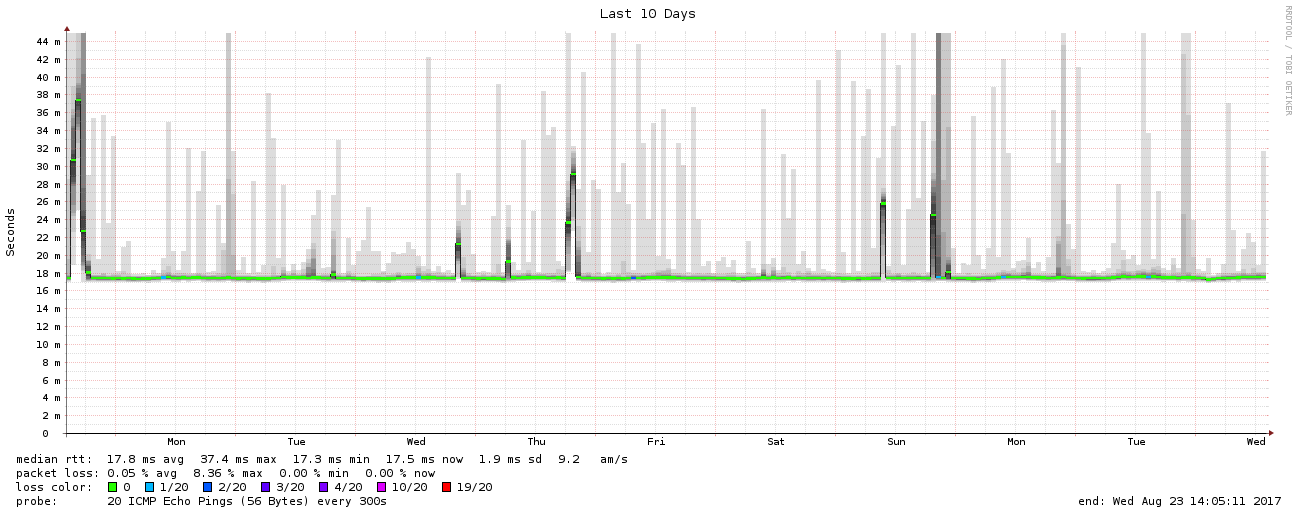 Last 10 Days
RRDTOOL / TOBI OETIKER
Seconds
44 m
42 m
40 m
38 m
36 m
34 m
32 m
30 m
28 m
26 m
24 m
22 m
20 m
18 m
16 m
14 m
12 m
10 m
8 m
6 m
4 m
2 m
0
Mon Tue Wed Thu Fri Sat Sun Mon Tue Wed
median rtt: 17.8 ms avg 37.4 ms max 17.3 ms min 17.5 ms now 1.9 ms sd 9.2 am/s
packet loss: 0.05 % avg 8.36 % max 0.00 % min 0.00 % now
loss color: 0 1/20 2/20 3/20 4/20 10/20 19/20
probe: 20 ICMP Echo Pings (56 Bytes) every 300s end: Wed Aug 23 14:05:11 2017